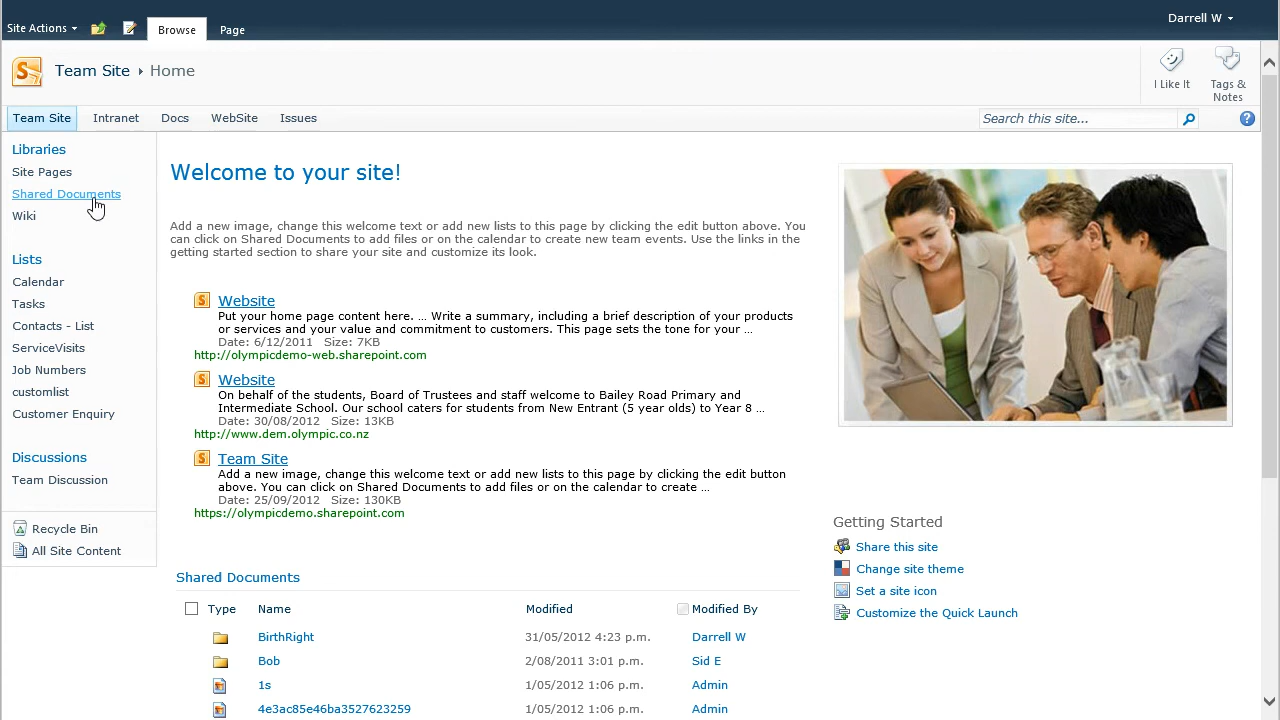 Site Actions
Browse
Page
Darrell W
Team Site
Home
I Like It
Tags & Notes
Team Site
Intranet
Docs
WebSite
Issues
Search this site...
Libraries
Site Pages
Shared Documents
Wiki
Lists
Calendar
Tasks
Contacts - List
ServiceVisits
Job Numbers
customlist
Customer Enquiry
Discussions
Team Discussion
Recycle Bin
All Site Content
Welcome to your site!
Add a new image, change this welcome text or add new lists to this page by clicking the edit button above. You
can click on Shared Documents to add files or on the calendar to create new team events. Use the links in the
getting started section to share your site and customize its look.
Website
Put your home page content here. ... Write a summary, including a brief description of your products
or services and your value and commitment to customers. This page sets the tone for your ...
Date: 6/12/2011 Size: 7KB
http://olympicdemo-web.sharepoint.com
Website
On behalf of the students, Board of Trustees and staff welcome to Bailey Road Primary and
Intermediate School. Our school caters for students from New Entrant (5 year olds) to Year 8 ...
Date: 30/08/2012 Size: 13KB
http://www.dem.olympic.co.nz
Team Site
Add a new image, change this welcome text or add new lists to this page by clicking the edit button
above. You can click on Shared Documents to add files or on the calendar to create ...
Date: 25/09/2012 Size: 130KB
https://olympicdemo.sharepoint.com
Getting Started
Share this site
Change site theme
Set a site icon
Customize the Quick Launch
Shared Documents
Type Name Modified Modified By
BirthRight 31/05/2012 4:23 p.m. Darrell W
Bob 2/08/2011 3:01 p.m. Sid E
1s 1/05/2012 1:06 p.m. Admin
4e3ac85e46ba3527623259 1/05/2012 1:06 p.m. Admin